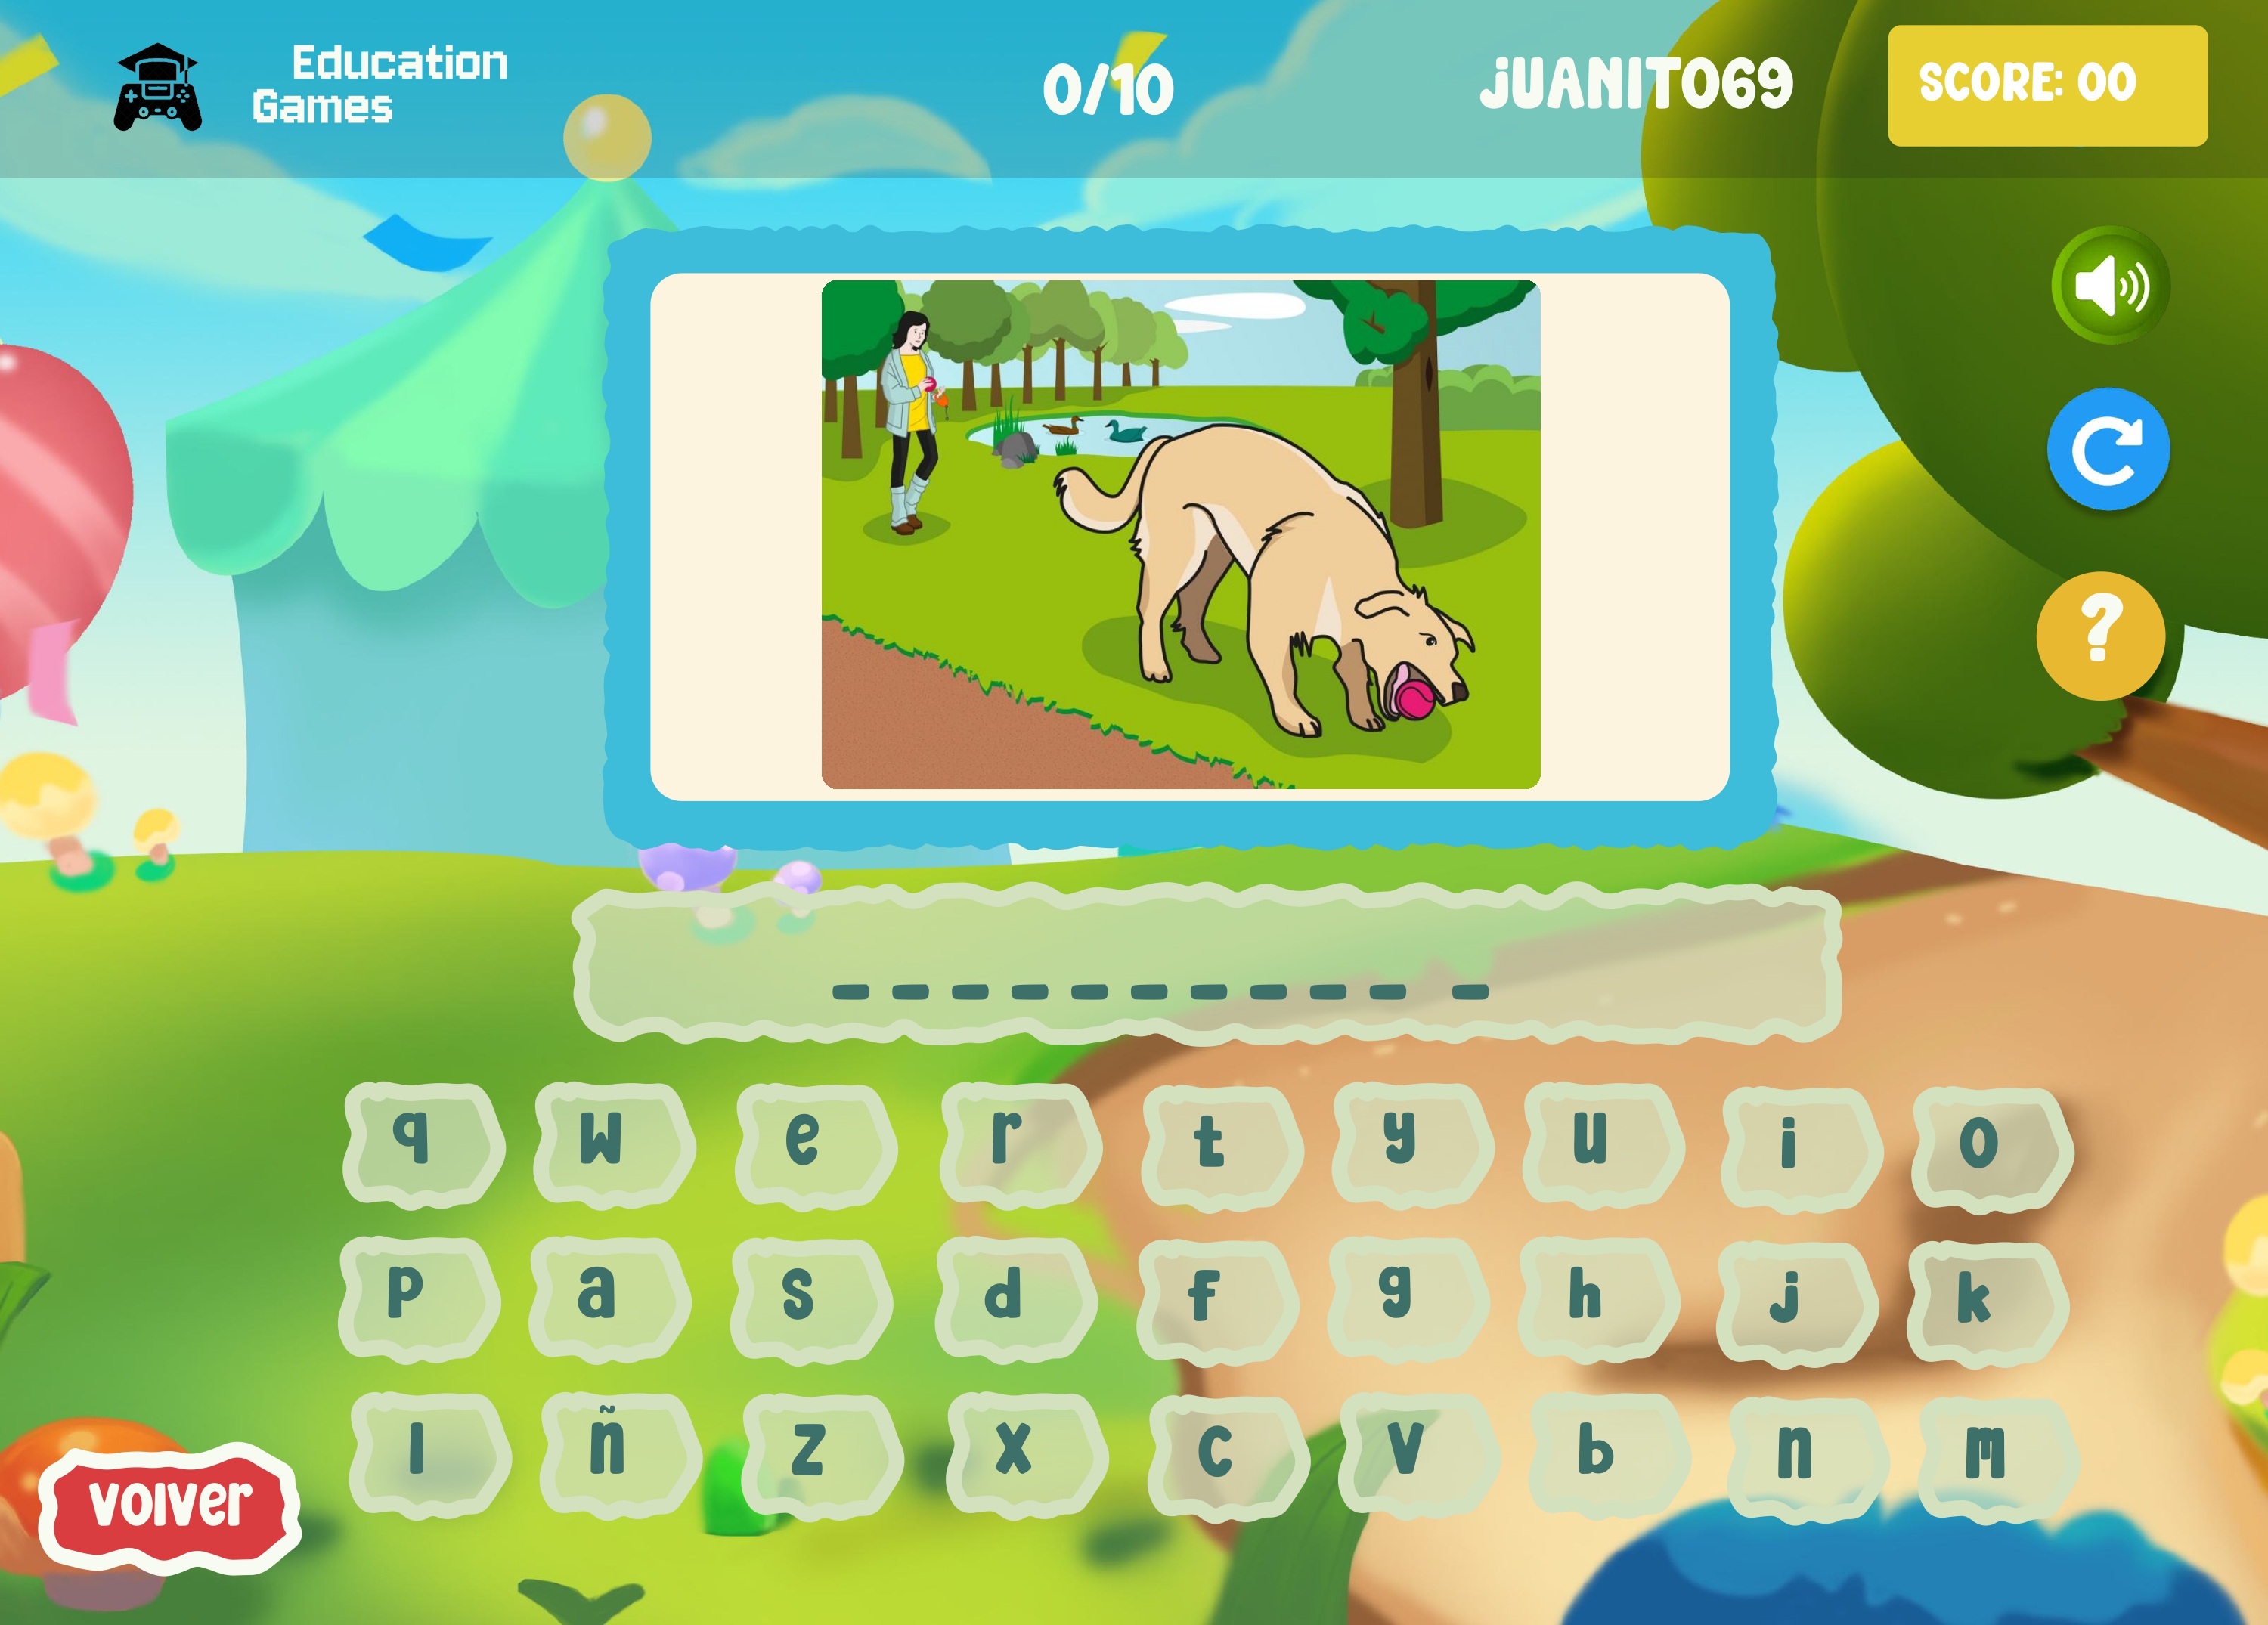 Education
Games
0/10
JUANITO69
SCORE: 00
?
_ _ _ _ _ _ _ _ _ _ _
q w e r t y u i o
p a s d f g h j k
l ñ z x c v b n m
volver